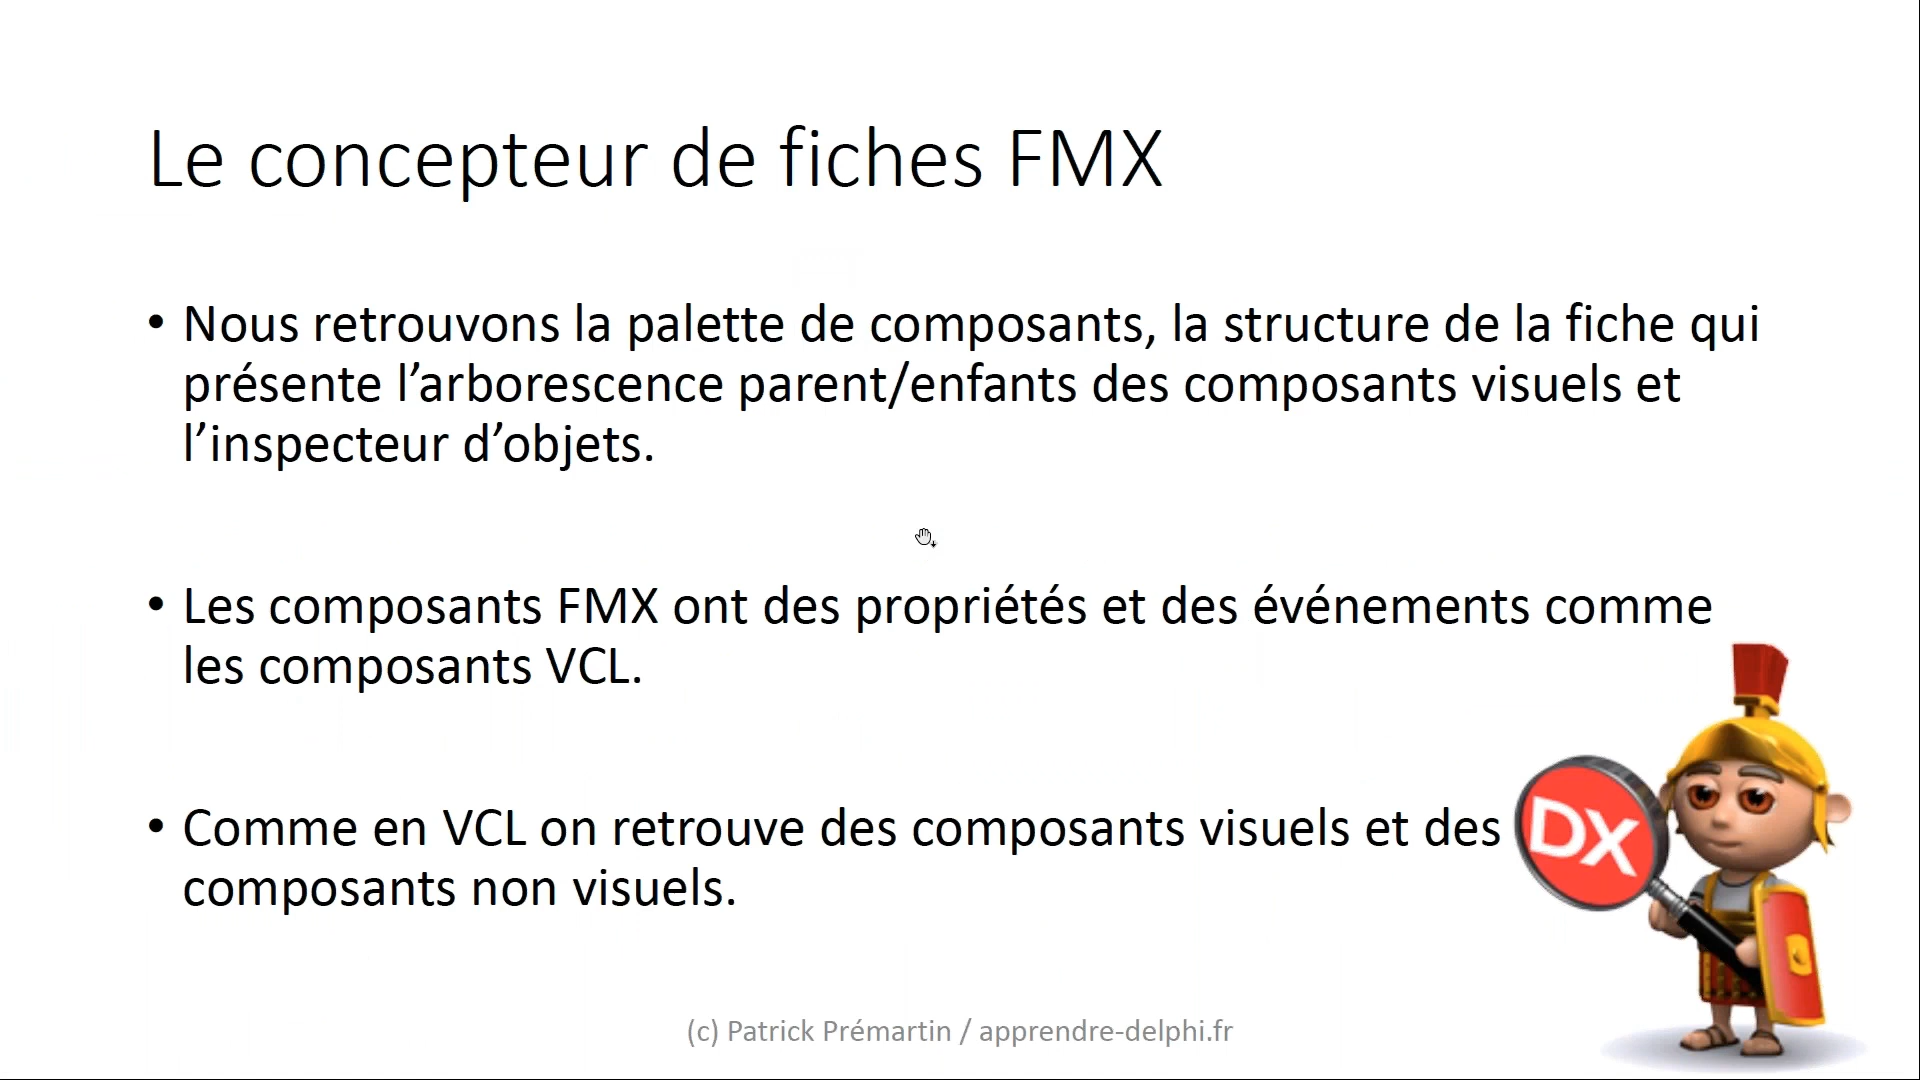 Le concepteur de fiches FMX
• Nous retrouvons la palette de composants, la structure de la fiche qui
présente l’arborescence parent/enfants des composants visuels et
l’inspecteur d’objets.
• Les composants FMX ont des propriétés et des événements comme
les composants VCL.
• Comme en VCL on retrouve des composants visuels et des
composants non visuels.
DX
(c) Patrick Prémartin / apprendre-delphi.fr